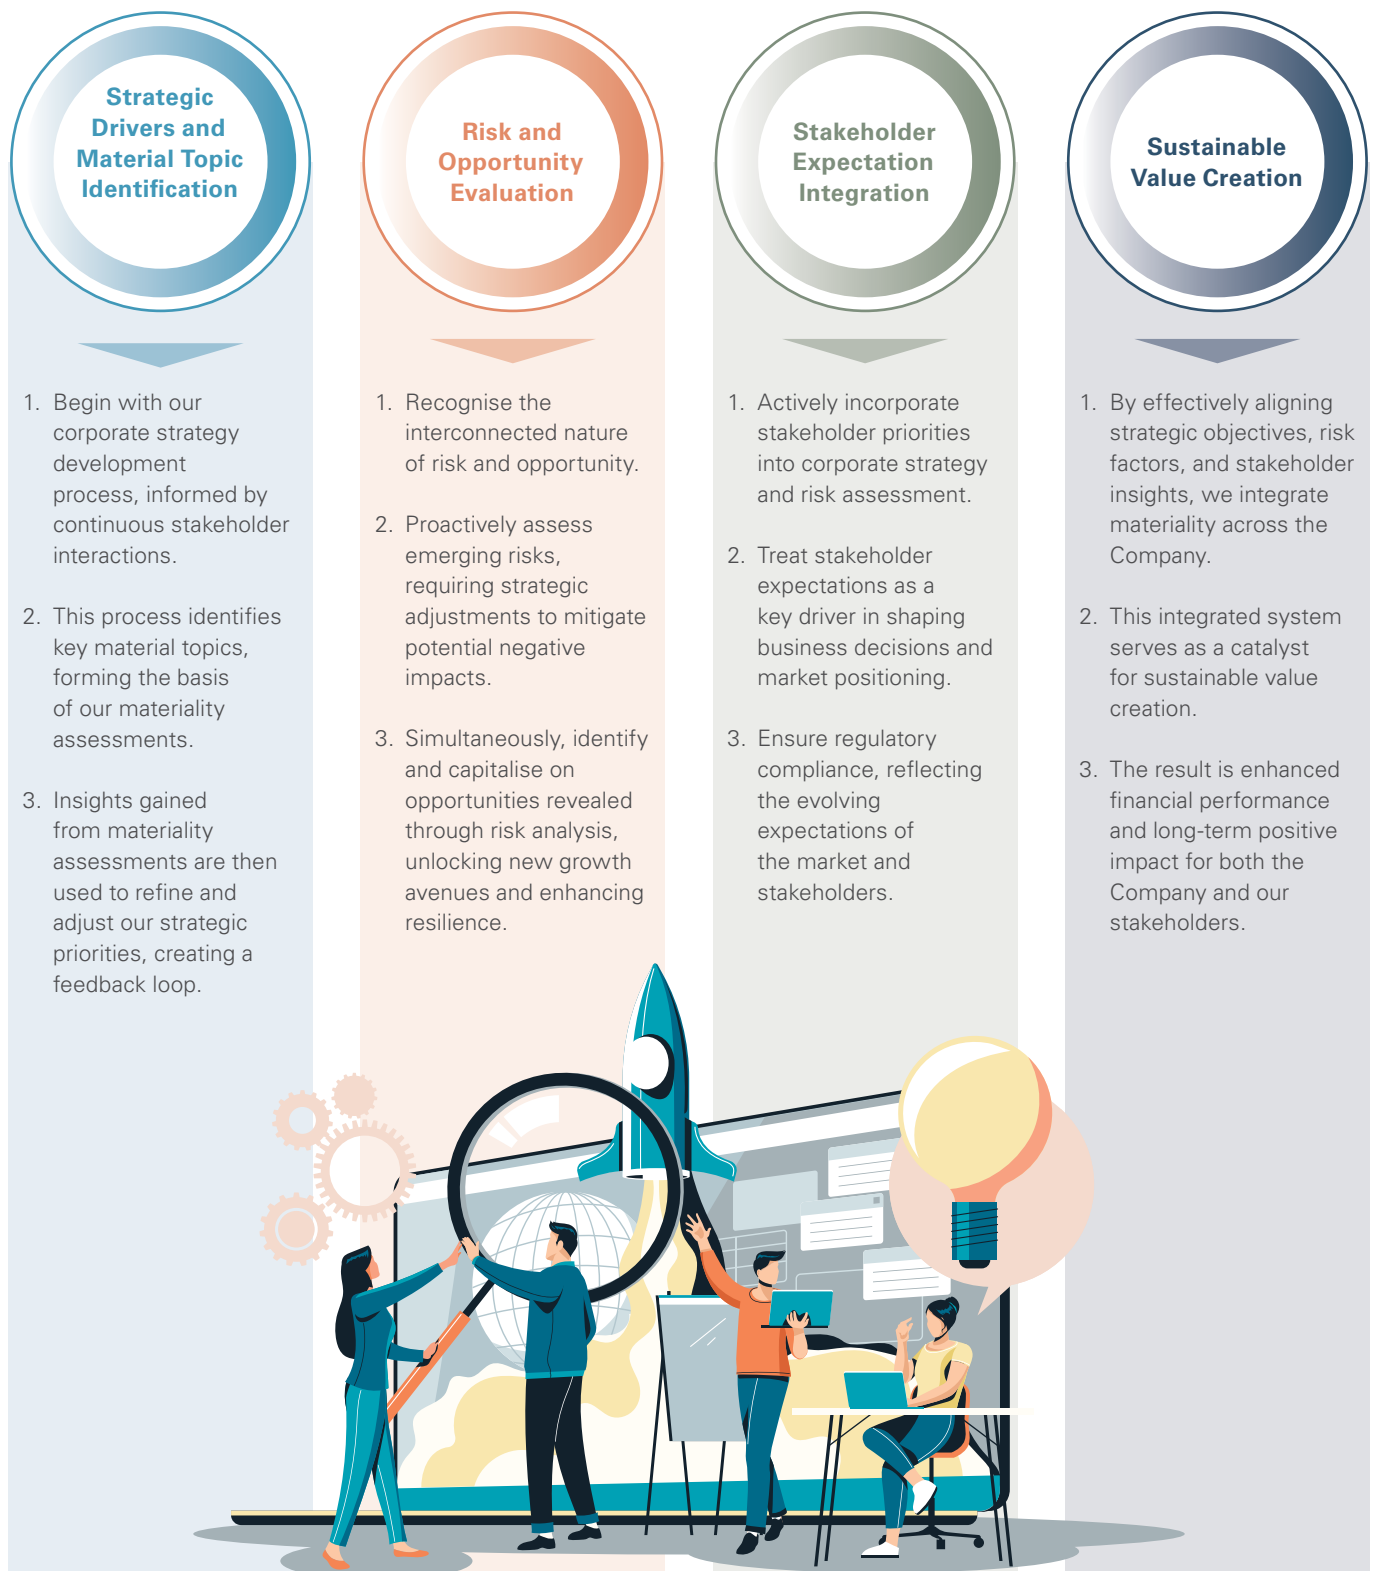 Strategic
Drivers and
Material Topic
Identification
1. Begin with our
corporate strategy
development
process, informed by
continuous stakeholder
interactions.
2. This process identifies
key material topics,
forming the basis
of our materiality
assessments.
3. Insights gained
from materiality
assessments are then
used to refine and
adjust our strategic
priorities, creating a
feedback loop.
Risk and
Opportunity
Evaluation
1. Recognise the
interconnected nature
of risk and opportunity.
2. Proactively assess
emerging risks,
requiring strategic
adjustments to mitigate
potential negative
impacts.
3. Simultaneously, identify
and capitalise on
opportunities revealed
through risk analysis,
unlocking new growth
avenues and enhancing
resilience.
Stakeholder
Expectation
Integration
1. Actively incorporate
stakeholder priorities
into corporate strategy
and risk assessment.
2. Treat stakeholder
expectations as a
key driver in shaping
business decisions and
market positioning.
3. Ensure regulatory
compliance, reflecting
the evolving
expectations of
the market and
stakeholders.
Sustainable
Value Creation
1. By effectively aligning
strategic objectives, risk
factors, and stakeholder
insights, we integrate
materiality across the
Company.
2. This integrated system
serves as a catalyst
for sustainable value
creation.
3. The result is enhanced
financial performance
and long-term positive
impact for both the
Company and our
stakeholders.